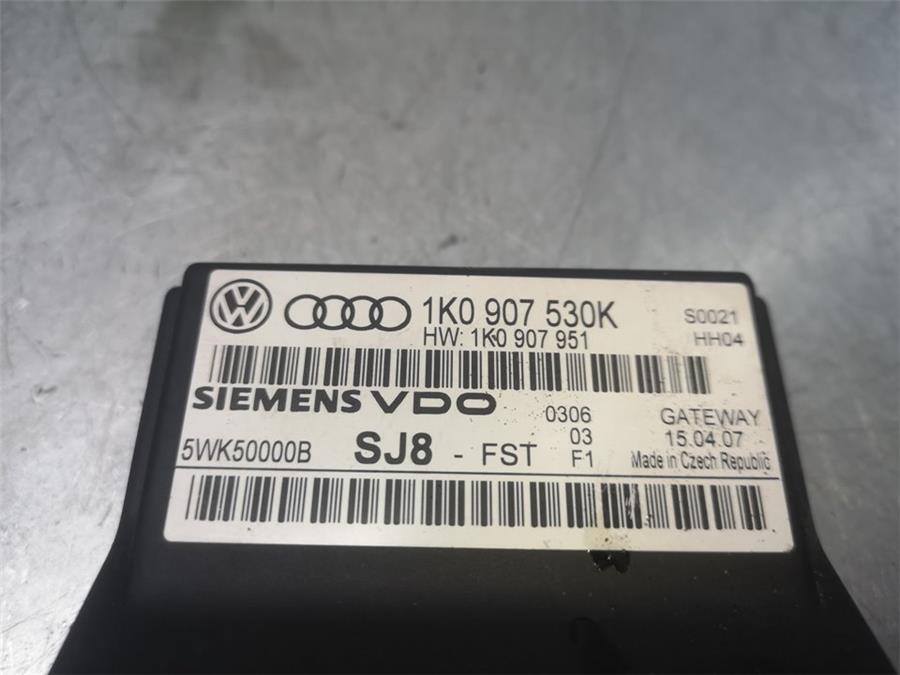 1K0 907 530K S0021
HW: 1K0 907 951 HH04
SIEMENS VDO 0306 GATEWAY
03 15.04.07
5WK50000B SJ8 - FST F1 Made in Czech Republic